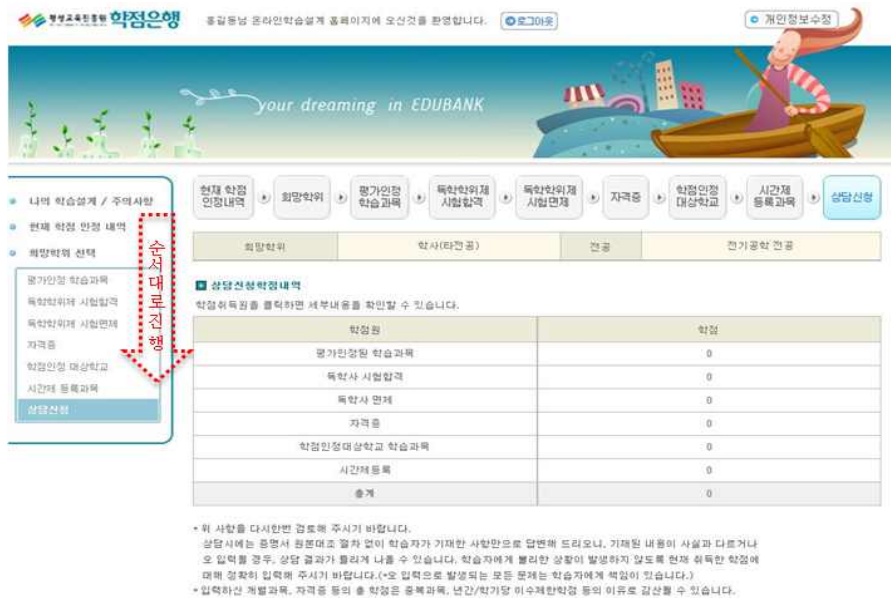 평생교육진흥원 학점은행
홍길동님 온라인학습설계 홈페이지에 오신것을 환영합니다.
로그아웃
개인정보수정
your dreaming in EDUBANK
나의 학습설계 / 주의사항
현재 학점 인정 내역
희망학위 선택
평가인정 학습과목
독학학위제 시험합격
독학학위제 시험면제
자격증
학점인정 대상학교
시간제 등록과목
상담신청
순서대로진행
현재 학점
인정내역
희망학위
평가인정
학습과목
독학학위제
시험합격
독학학위제
시험면제
자격증
학점인정
대상학교
시간제
등록과목
상담신청
희망학위 학사(타전공) 전공 전기공학 전공
상담신청학점내역
학점취득원을 클릭하면 세부내용을 확인할 수 있습니다.
학점원 학점
평가인정된 학습과목 0
독학사 시험합격 0
독학사 면제 0
자격증 0
학점인정대상학교 학습과목 0
시간제등록 0
총계 0
* 위 사항을 다시한번 검토해 주시기 바랍니다.
상담시에는 증명서 원본대조 절차 없이 학습자가 기재한 사항만으로 답변해 드리오니, 기재된 내용이 사실과 다르거나
오 입력될 경우, 상담 결과가 틀리게 나올 수 있습니다. 학습자에게 불리한 상황이 발생하지 않도록 현재 취득한 학점에
대해 정확히 입력해 주시기 바랍니다.(*오 입력으로 발생되는 모든 문제는 학습자에게 책임이 있습니다.)
* 입력하신 개별과목, 자격증 등의 총 학점은 중복과목, 년간/학기당 이수제한학점 등의 이유로 감산될 수 있습니다.